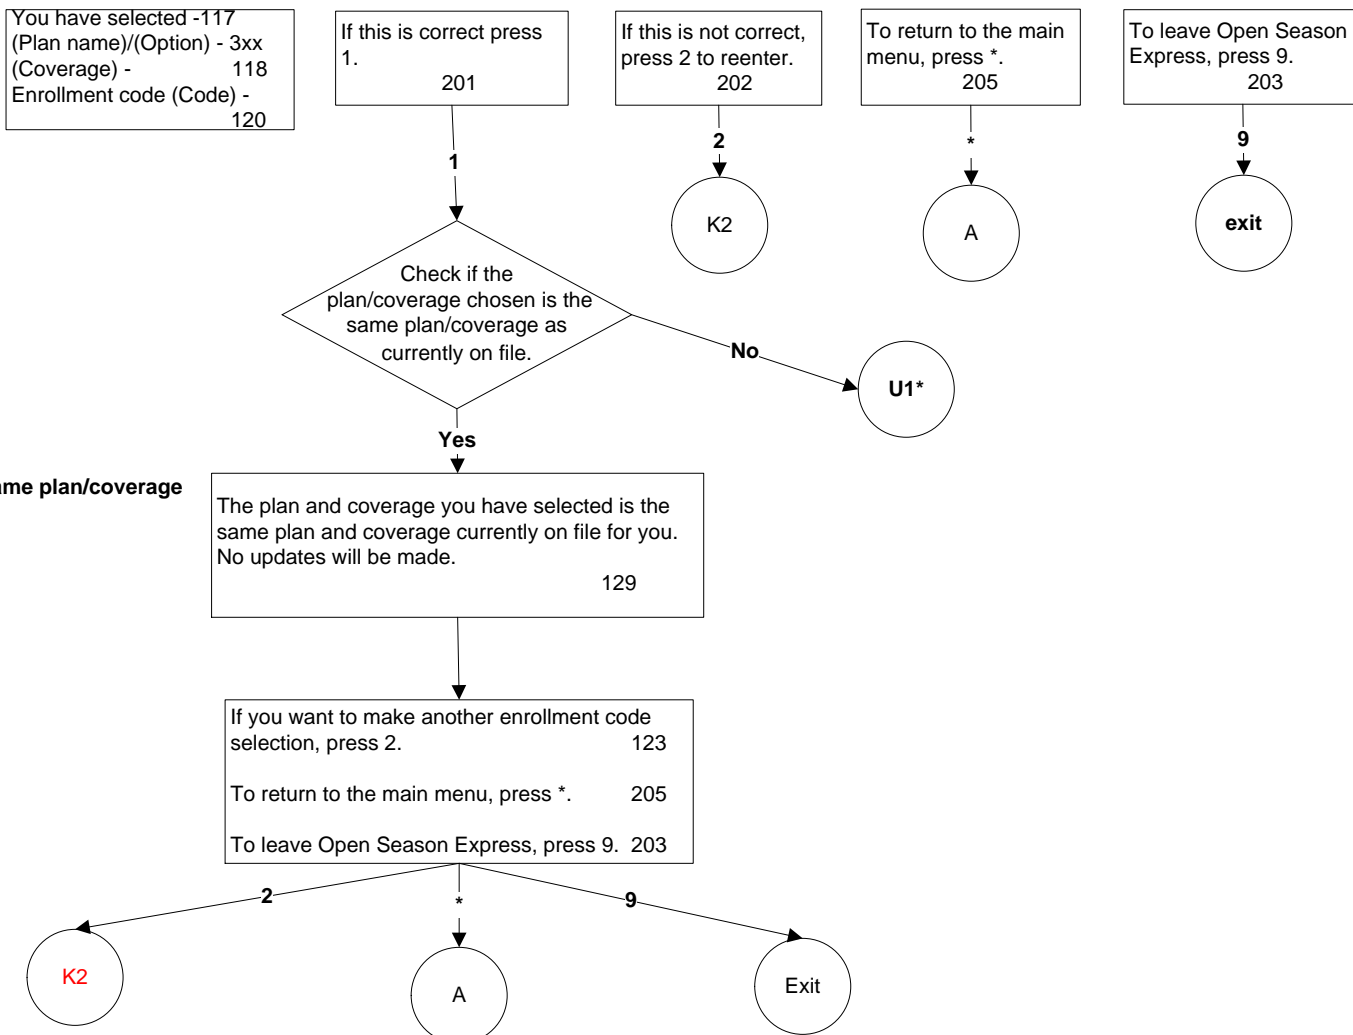 You have selected -117
(Plan name)/(Option) - 3xx
(Coverage) - 118
Enrollment code (Code) -
120
If this is correct press
1.
201
If this is not correct,
press 2 to reenter.
202
To return to the main
menu, press *.
205
To leave Open Season
Express, press 9.
203
1
2
*
9
K2
A
exit
Check if the
plan/coverage chosen is the
same plan/coverage as
currently on file.
No
U1*
Yes
ame plan/coverage
The plan and coverage you have selected is the
same plan and coverage currently on file for you.
No updates will be made.
129
If you want to make another enrollment code
selection, press 2. 123
To return to the main menu, press *. 205
To leave Open Season Express, press 9. 203
2
*
9
K2
A
Exit